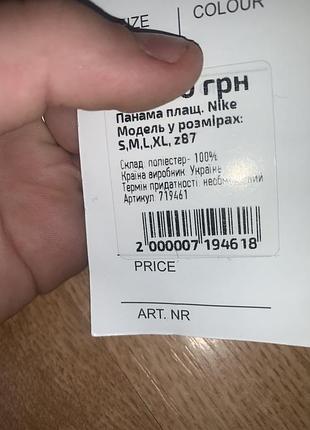 SIZE
COLOUR
грн
Панама плащ. Nike
Модель у розмірах:
S,M,L,XL, z87
Склад поліестер- 100%
Країна виробник Україна
Термін придатності: необмежений
Артикул 719461
2 000007 194618
PRICE
ART. NR